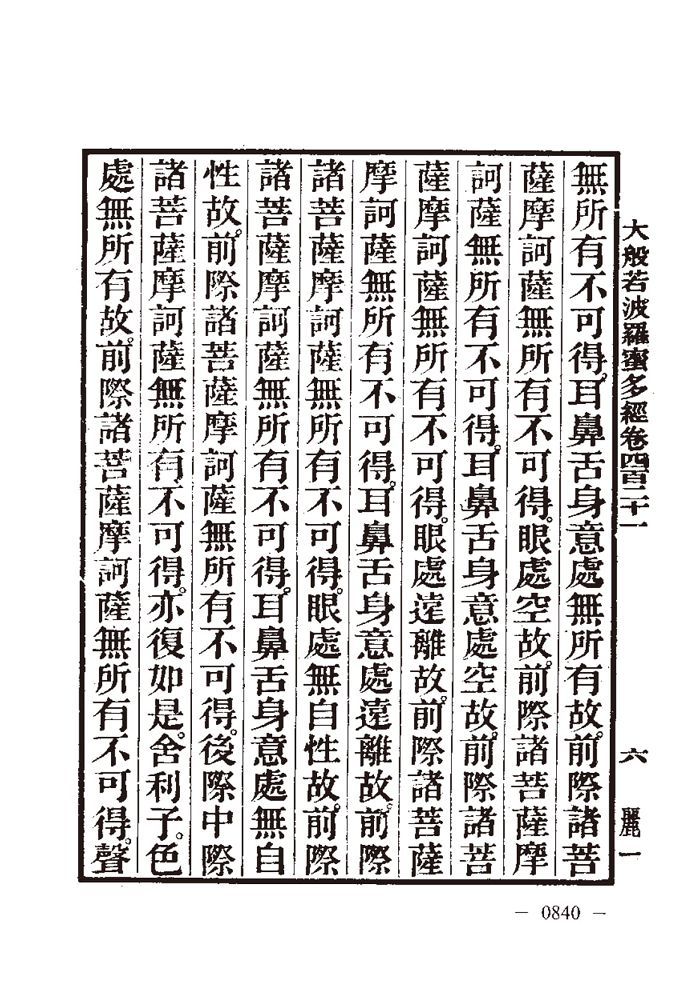 大般若波羅蜜多經卷四百二十一
六
麗一
無所有不可得。耳鼻舌身意處無所有故。前際諸菩
薩摩訶薩無所有不可得。眼處空故。前際諸菩薩摩
訶薩無所有不可得。耳鼻舌身意處空故。前際諸菩
薩摩訶薩無所有不可得。眼處遠離故。前際諸菩薩
摩訶薩無所有不可得。耳鼻舌身意處遠離故。前際
諸菩薩摩訶薩無所有不可得。眼處無自性故。前際
諸菩薩摩訶薩無所有不可得。耳鼻舌身意處無自
性故。前際諸菩薩摩訶薩無所有不可得。後際中際
諸菩薩摩訶薩無所有不可得。亦復如是。舍利子。色
處無所有故。前際諸菩薩摩訶薩無所有不可得。聲
— 0840 —